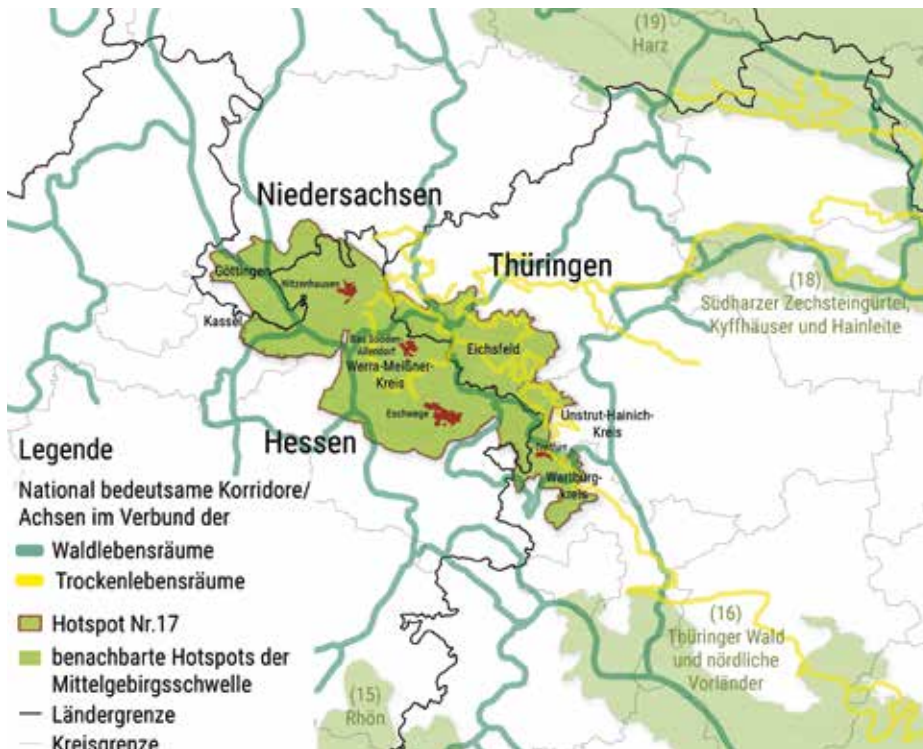 (19)
Harz
Niedersachsen
Thüringen
Göttingen
Witzenhausen
(18)
Südharzer Zechsteingürtel,
Kyffhäuser und Hainleite
Kassel
Bad Sooden-
Allendorf
Eichsfeld
Werra-Meißner-
Kreis
Eschwege
Unstrut-Hainich-
Kreis
Hessen
Treffurt
Wartburg-
kreis
Legende
National bedeutsame Korridore/
Achsen im Verbund der
Waldlebensräume
Trockenlebensräume
Hotspot Nr.17
benachbarte Hotspots der
Mittelgebirgsschwelle
Ländergrenze
Kreisgrenze
(16)
Thüringer Wald
und nördliche
Vorländer
(15)
Rhön